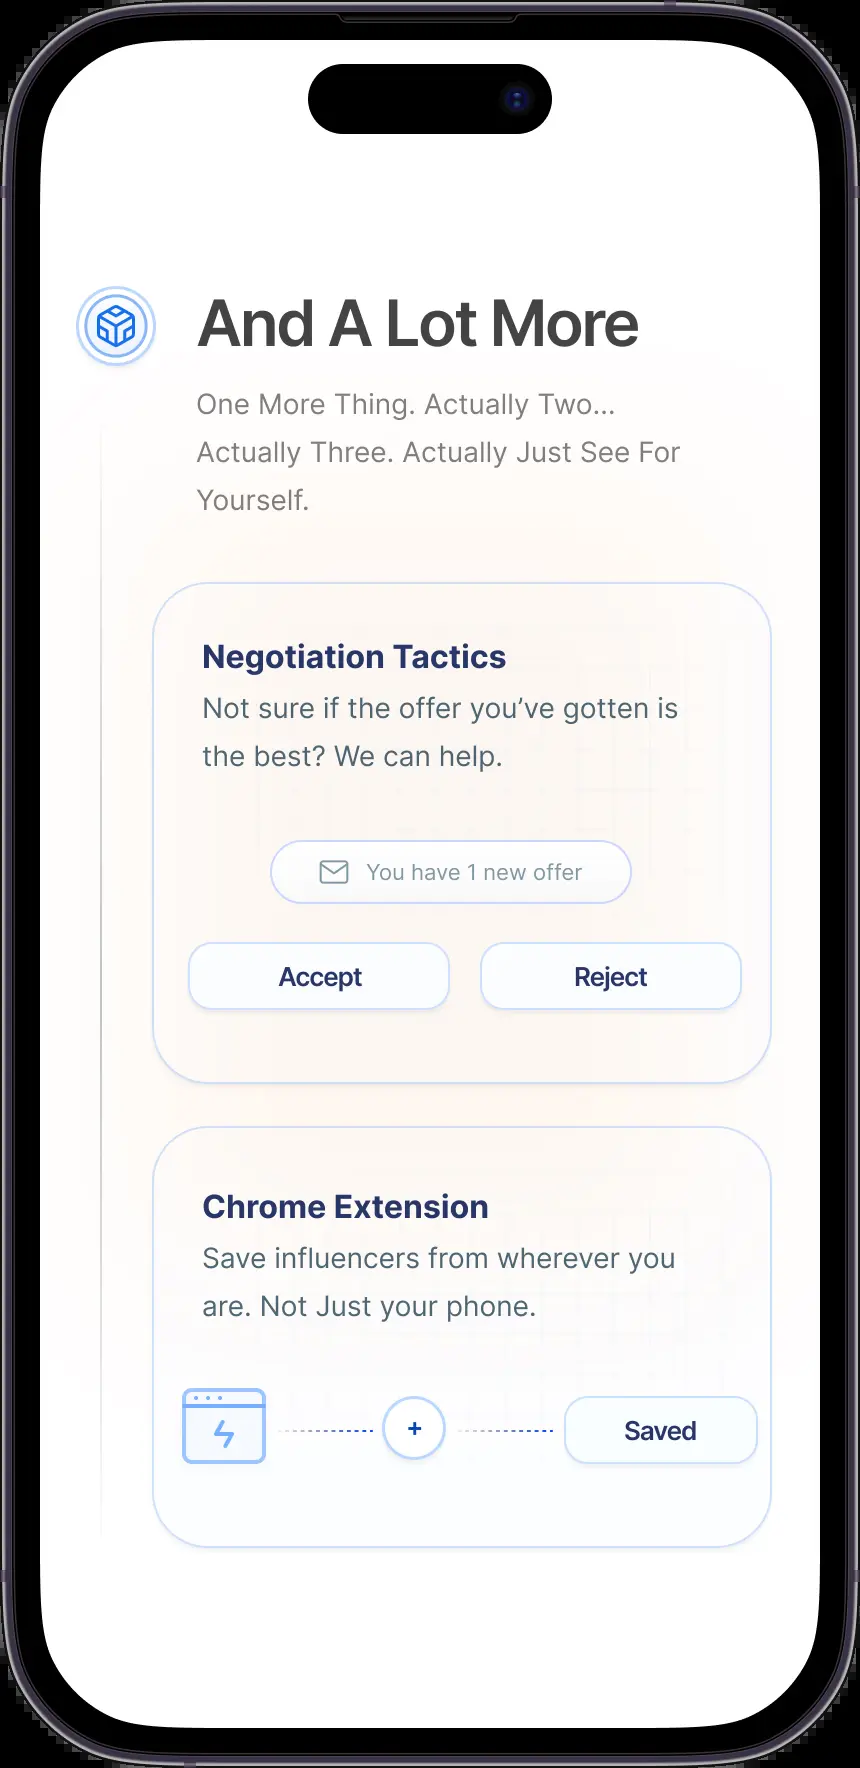 And A Lot More
One More Thing. Actually Two...
Actually Three. Actually Just See For
Yourself.
Negotiation Tactics
Not sure if the offer you’ve gotten is
the best? We can help.
You have 1 new offer
Accept
Reject
Chrome Extension
Save influencers from wherever you
are. Not Just your phone.
+
Saved